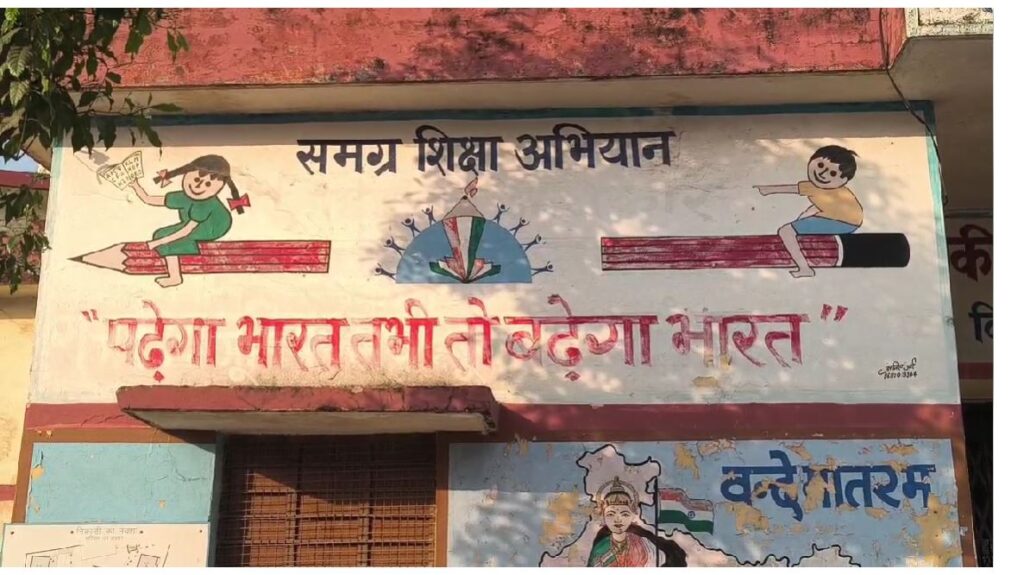 समग्र शिक्षा अभियान
"पढ़ेगा भारत तभी तो बढ़ेगा भारत"
की
वि
वन्देमातरम